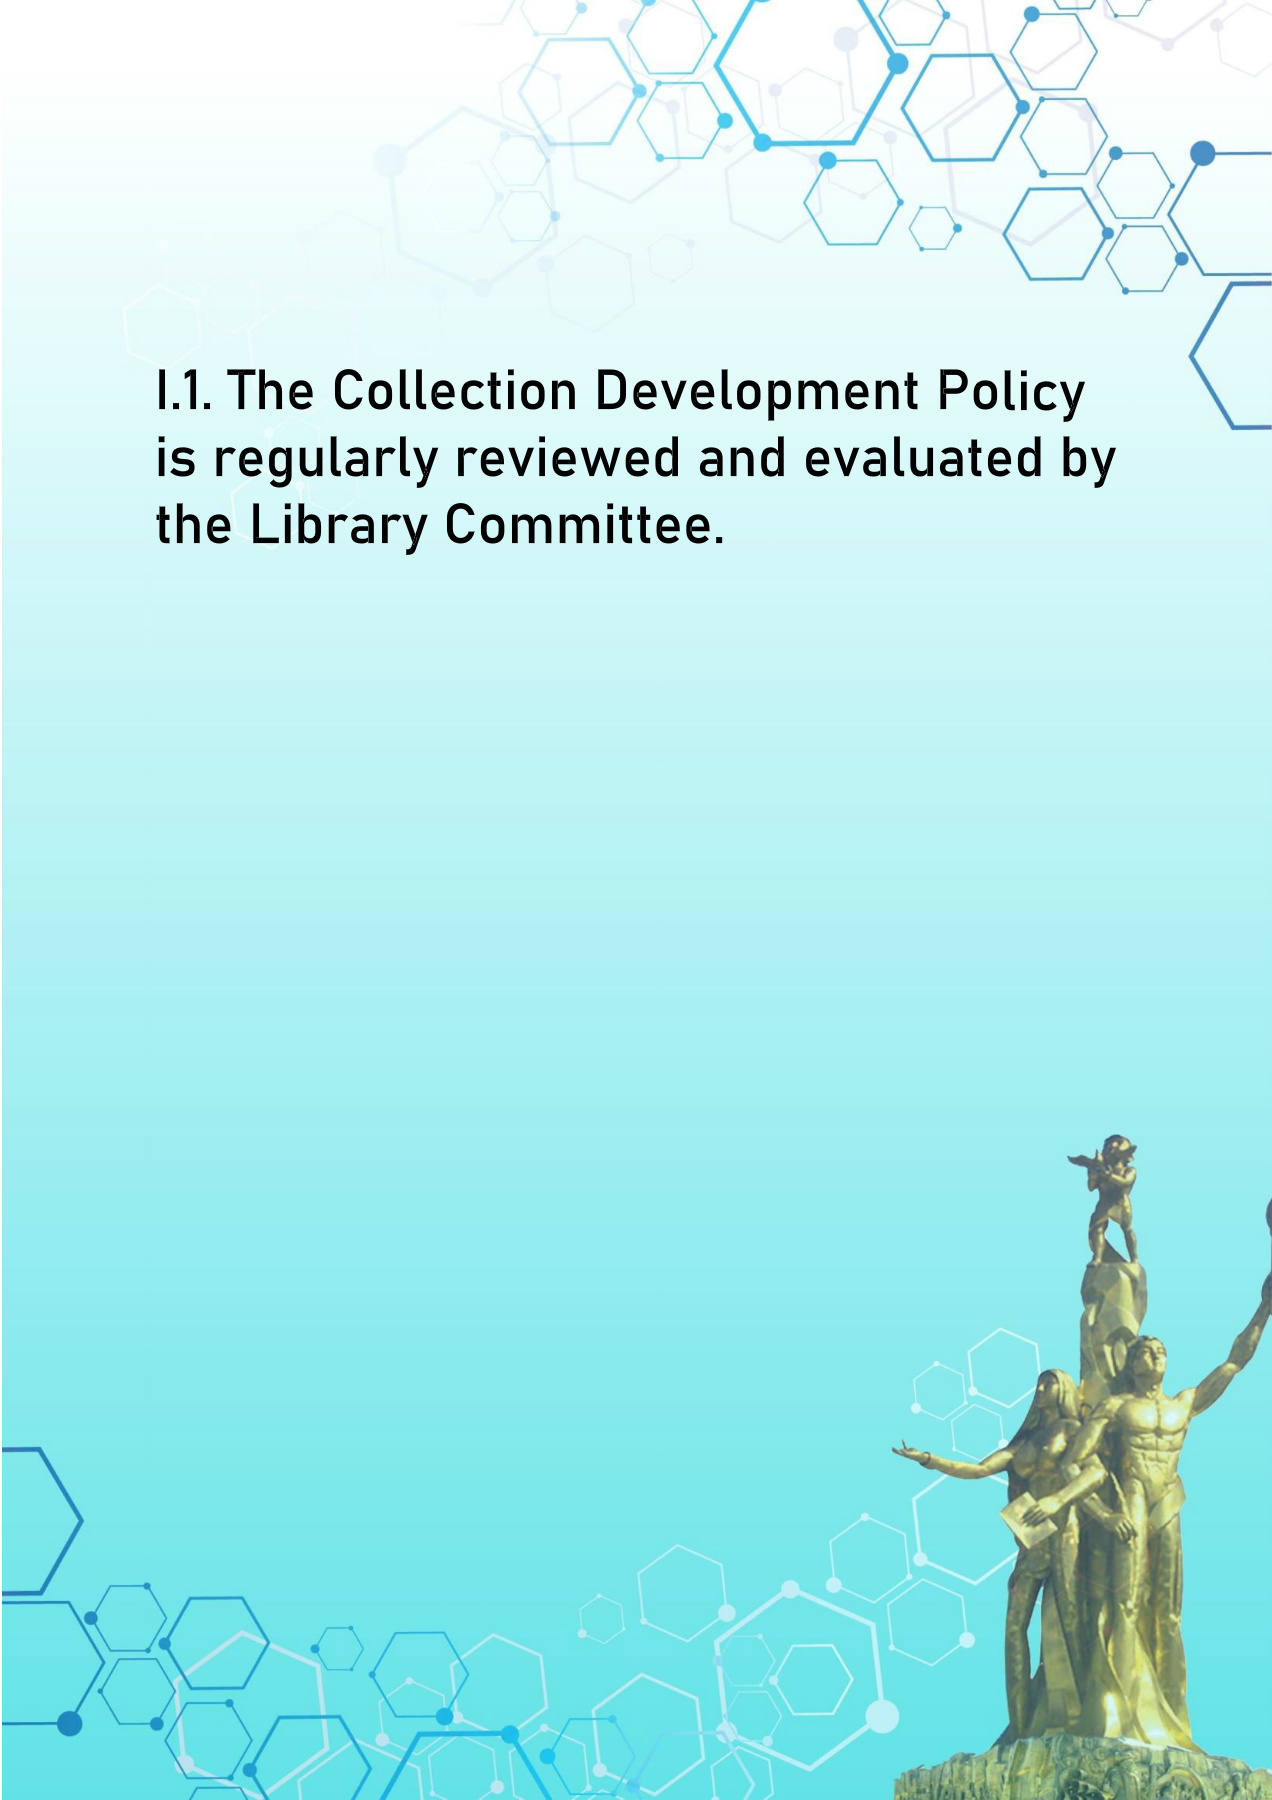 I.1. The Collection Development Policy
is regularly reviewed and evaluated by
the Library Committee.